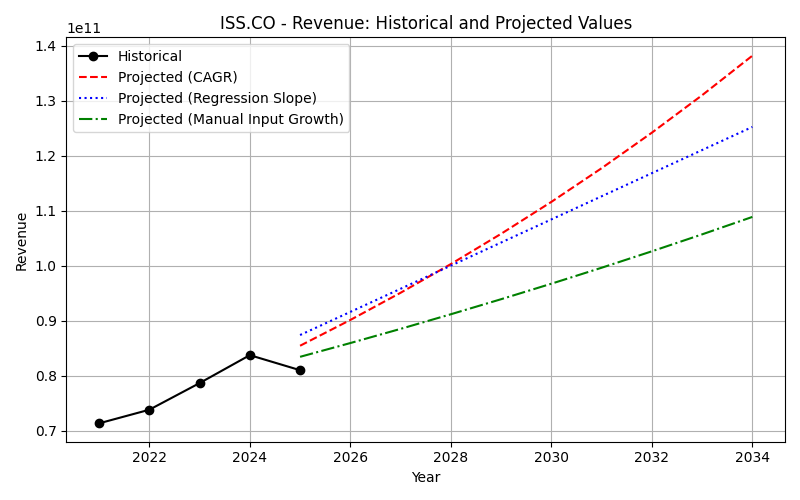 ISS.CO - Revenue: Historical and Projected Values
1e11
Historical
Projected (CAGR)
Projected (Regression Slope)
Projected (Manual Input Growth)
1.4
1.3
1.2
1.1
1.0
0.9
0.8
0.7
Revenue
2022
2024
2026
2028
2030
2032
2034
Year